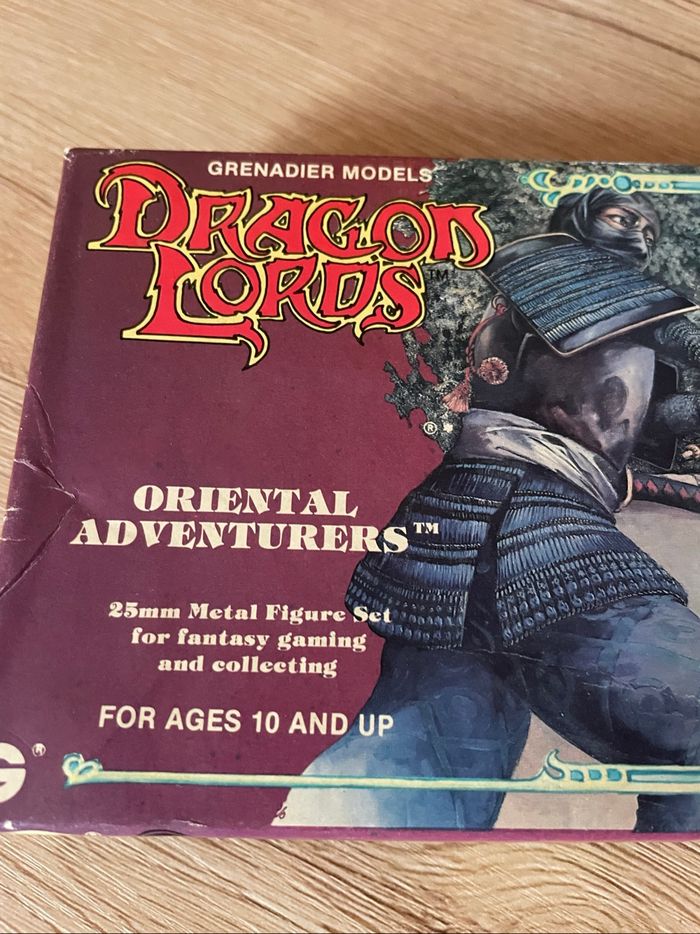 GRENADIER MODELS
DRAGON
LORDS™
®
ORIENTAL
ADVENTURERS™
25mm Metal Figure Set
for fantasy gaming
and collecting
FOR AGES 10 AND UP
G®